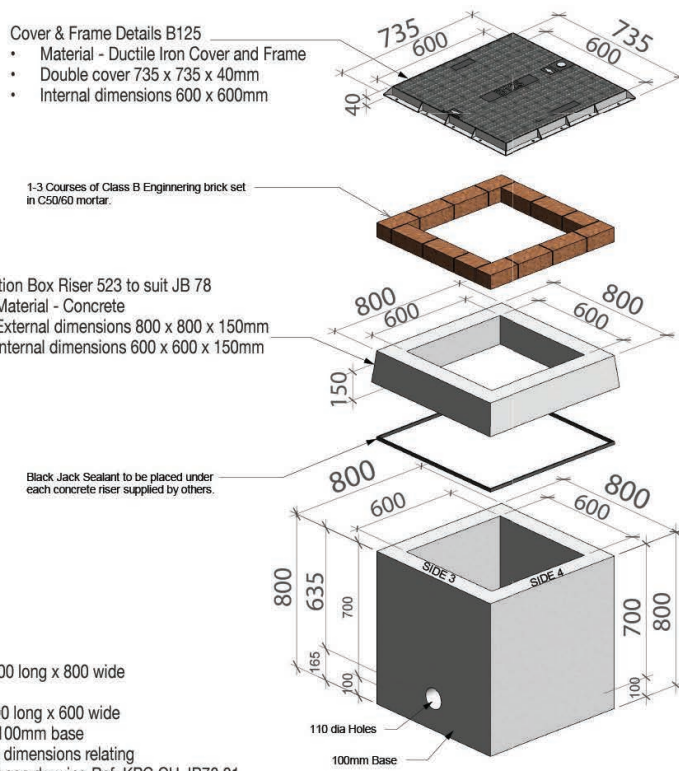 Cover & Frame Details B125
• Material - Ductile Iron Cover and Frame
• Double cover 735 x 735 x 40mm
• Internal dimensions 600 x 600mm
735
600
735
600
40
1-3 Courses of Class B Enginnering brick set
in C50/60 mortar.
tion Box Riser 523 to suit JB 78
Material - Concrete
External dimensions 800 x 800 x 150mm
nternal dimensions 600 x 600 x 150mm
800
600
800
600
150
Black Jack Sealant to be placed under
each concrete riser supplied by others.
800
600
800
600
SIDE 3
SIDE 4
800
635
700
165
100
700
800
100
00 long x 800 wide
00 long x 600 wide
100mm base
dimensions relating
110 dia Holes
100mm Base